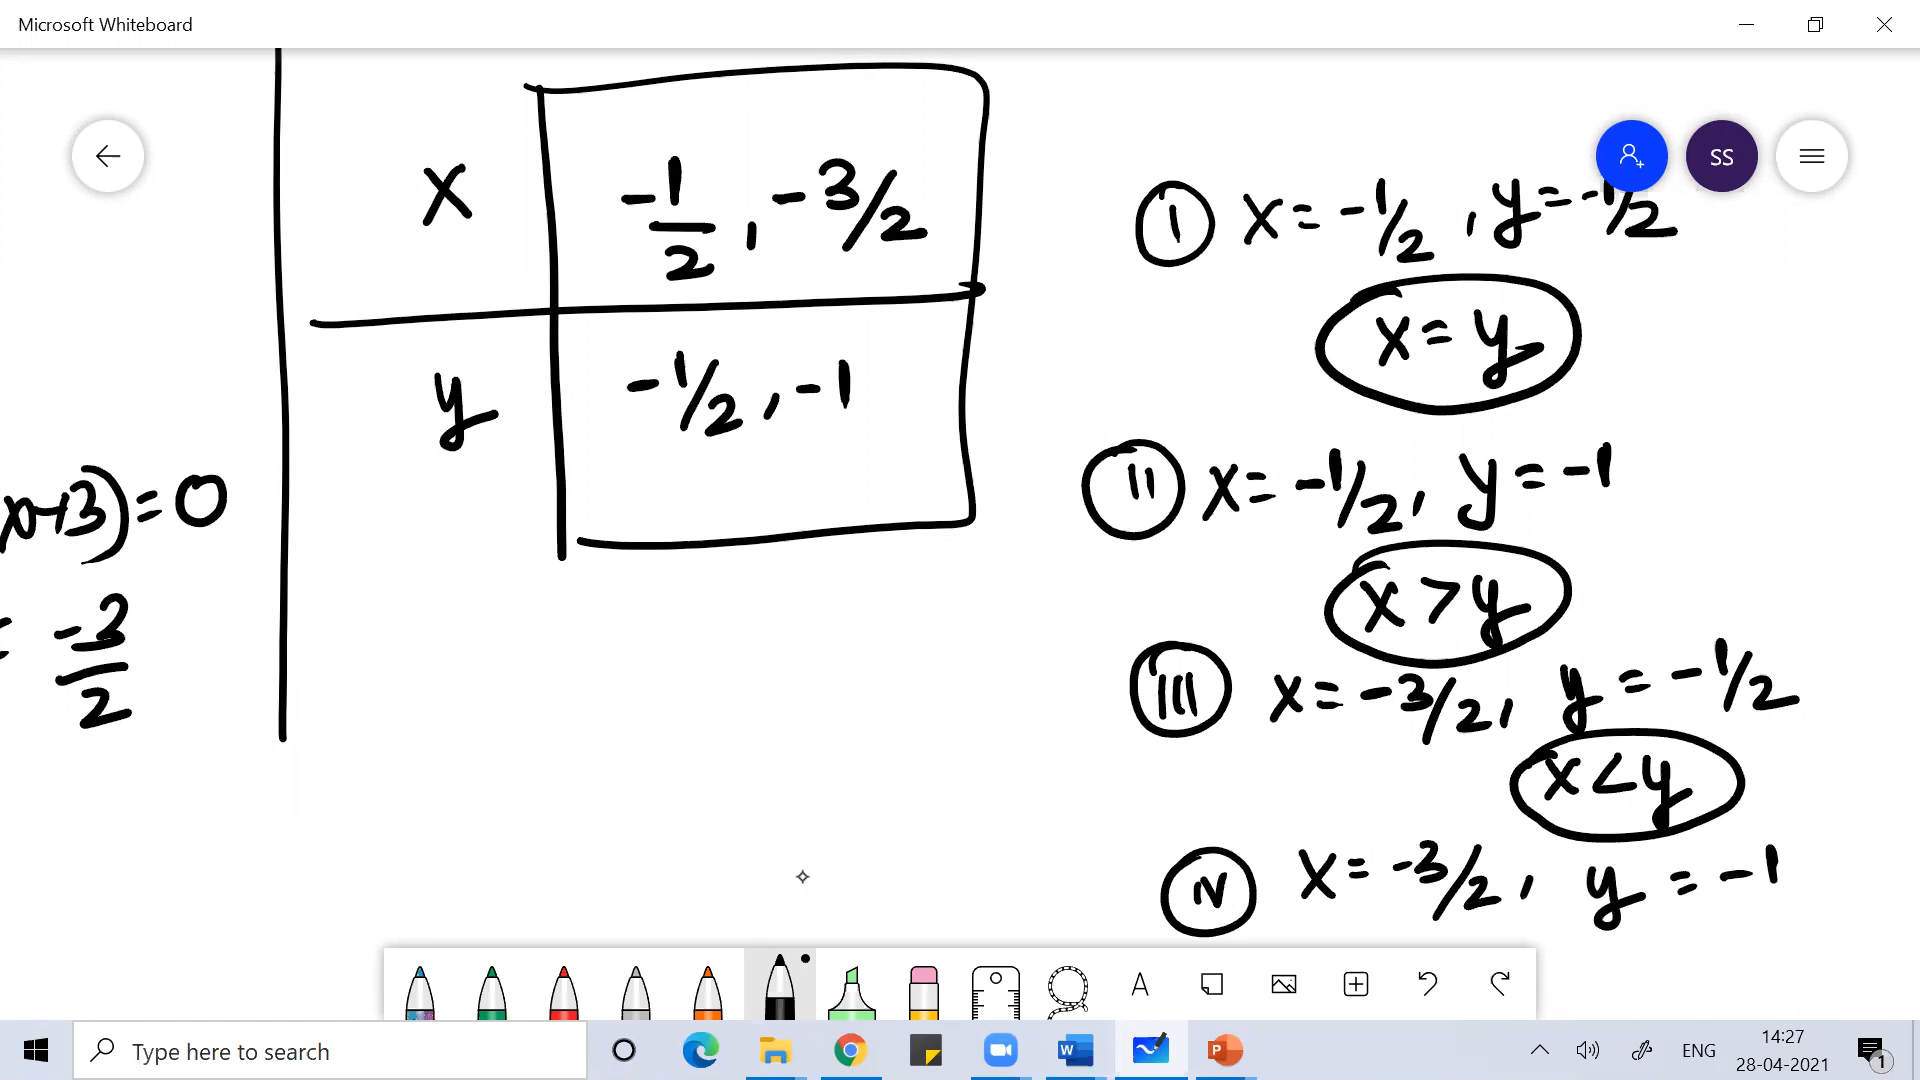 Microsoft Whiteboard
SS
x
-1/2, -3/2
y
-1/2, -1
x+3) = 0
= -3/2
I x = -1/2, y = -1/2
x = y
II x = -1/2, y = -1
x > y
III x = -3/2, y = -1/2
x < y
IV x = -3/2, y = -1
A
Type here to search
ENG
14:27
28-04-2021
1